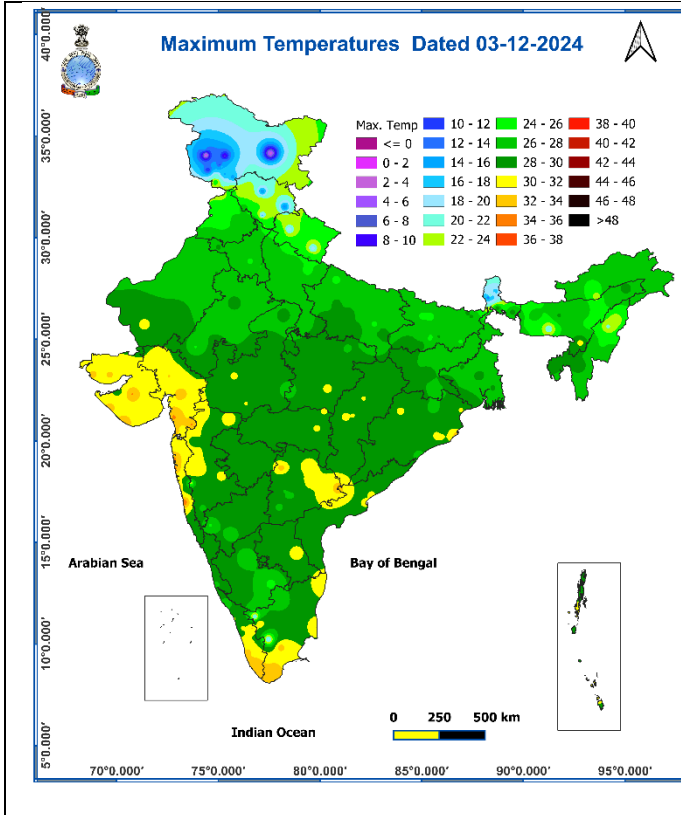 Maximum Temperatures Dated 03-12-2024
Max. Temp
<= 0
0 - 2
2 - 4
4 - 6
6 - 8
8 - 10
10 - 12
12 - 14
14 - 16
16 - 18
18 - 20
20 - 22
22 - 24
24 - 26
26 - 28
28 - 30
30 - 32
32 - 34
34 - 36
36 - 38
38 - 40
40 - 42
42 - 44
44 - 46
46 - 48
>48
40°0.000'
35°0.000'
30°0.000'
25°0.000'
20°0.000'
15°0.000'
10°0.000'
5°0.000'
Arabian Sea
Bay of Bengal
Indian Ocean
0 250 500 km
70°0.000' 75°0.000' 80°0.000' 85°0.000' 90°0.000' 95°0.000'